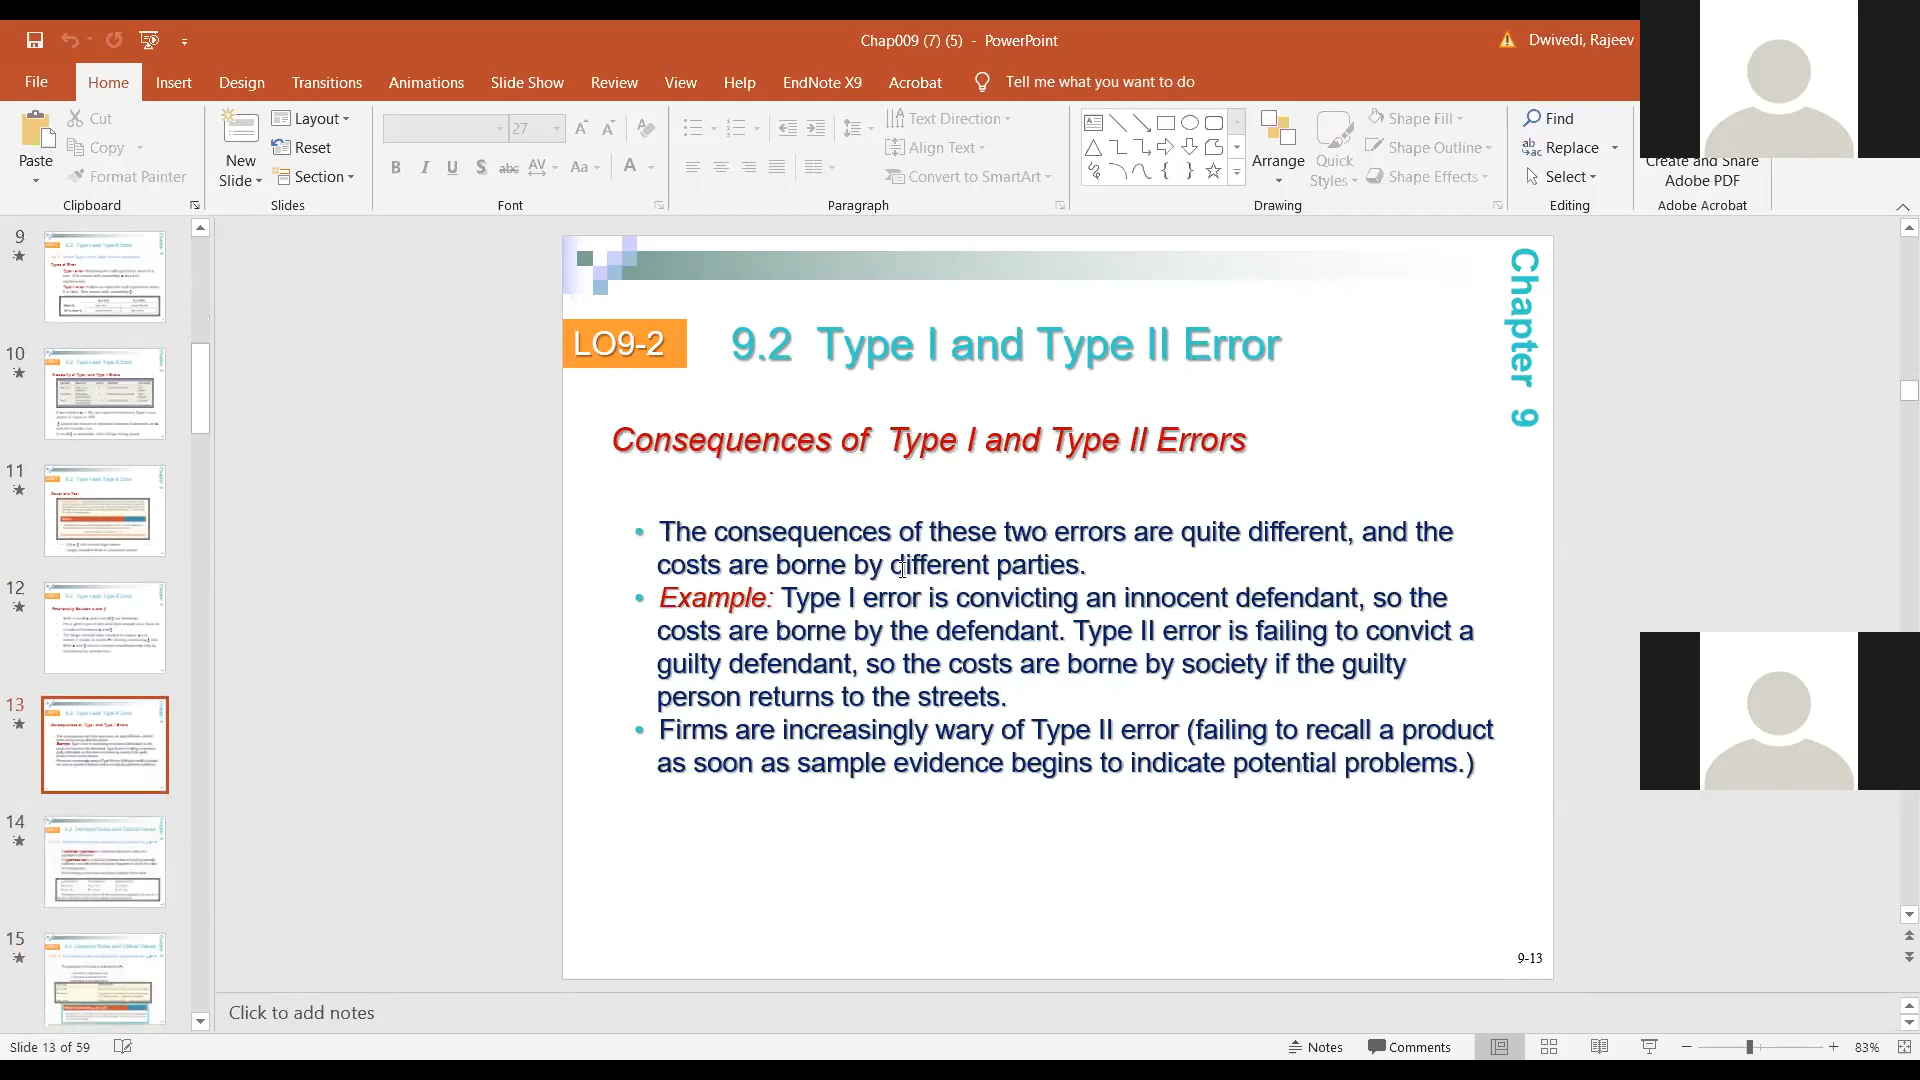 Chap009 (7) (5) - PowerPoint
Dwivedi, Rajeev
File Home Insert Design Transitions Animations Slide Show Review View Help EndNote X9 Acrobat Tell me what you want to do
Paste
Cut
Copy
Format Painter
Clipboard
New
Slide
Layout
Reset
Section
Slides
27
B I U S abc AV Aa A
Font
Text Direction
Align Text
Convert to SmartArt
Paragraph
Arrange
Quick
Styles
Shape Fill
Shape Outline
Shape Effects
Drawing
Find
Replace
Select
Editing
Create and Share
Adobe PDF
Adobe Acrobat
9
10
11
12
13
14
15
Chapter 9
LO9-2
9.2 Type I and Type II Error
Consequences of Type I and Type II Errors
• The consequences of these two errors are quite different, and the
costs are borne by different parties.
• Example: Type I error is convicting an innocent defendant, so the
costs are borne by the defendant. Type II error is failing to convict a
guilty defendant, so the costs are borne by society if the guilty
person returns to the streets.
• Firms are increasingly wary of Type II error (failing to recall a product
as soon as sample evidence begins to indicate potential problems.)
9-13
Click to add notes
Slide 13 of 59
Notes
Comments
83%